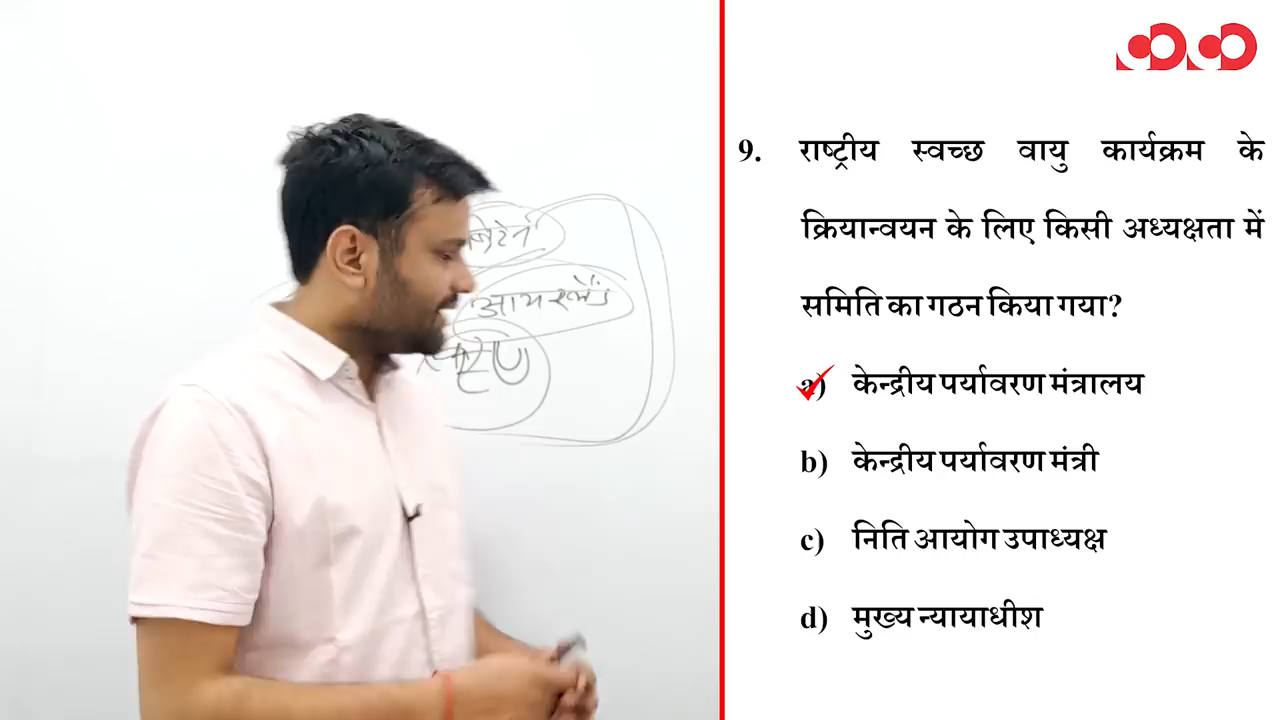 ब्रिटेन
9. राष्ट्रीय स्वच्छ वायु कार्यक्रम के
क्रियान्वयन के लिए किसी अध्यक्षता में
समिति का गठन किया गया?
a) केन्द्रीय पर्यावरण मंत्रालय
b) केन्द्रीय पर्यावरण मंत्री
c) निति आयोग उपाध्यक्ष
d) मुख्य न्यायाधीश